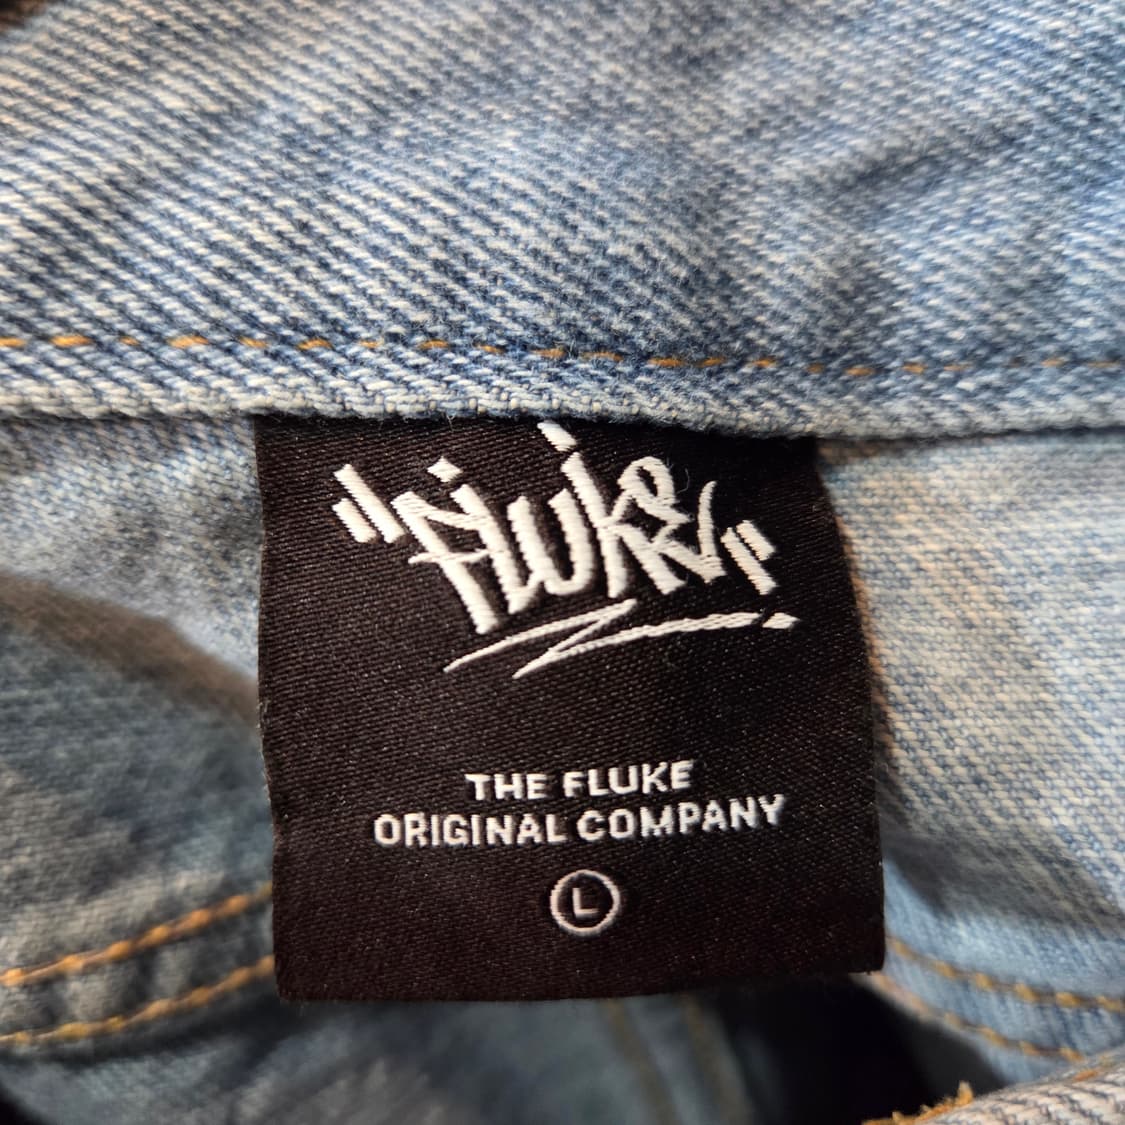 "FLUKE"
THE FLUKE
ORIGINAL COMPANY
L